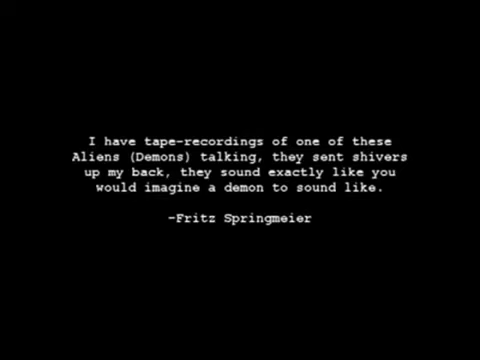 I have tape-recordings of one of these
Aliens (Demons) talking, they sent shivers
up my back, they sound exactly like you
would imagine a demon to sound like.
-Fritz Springmeier